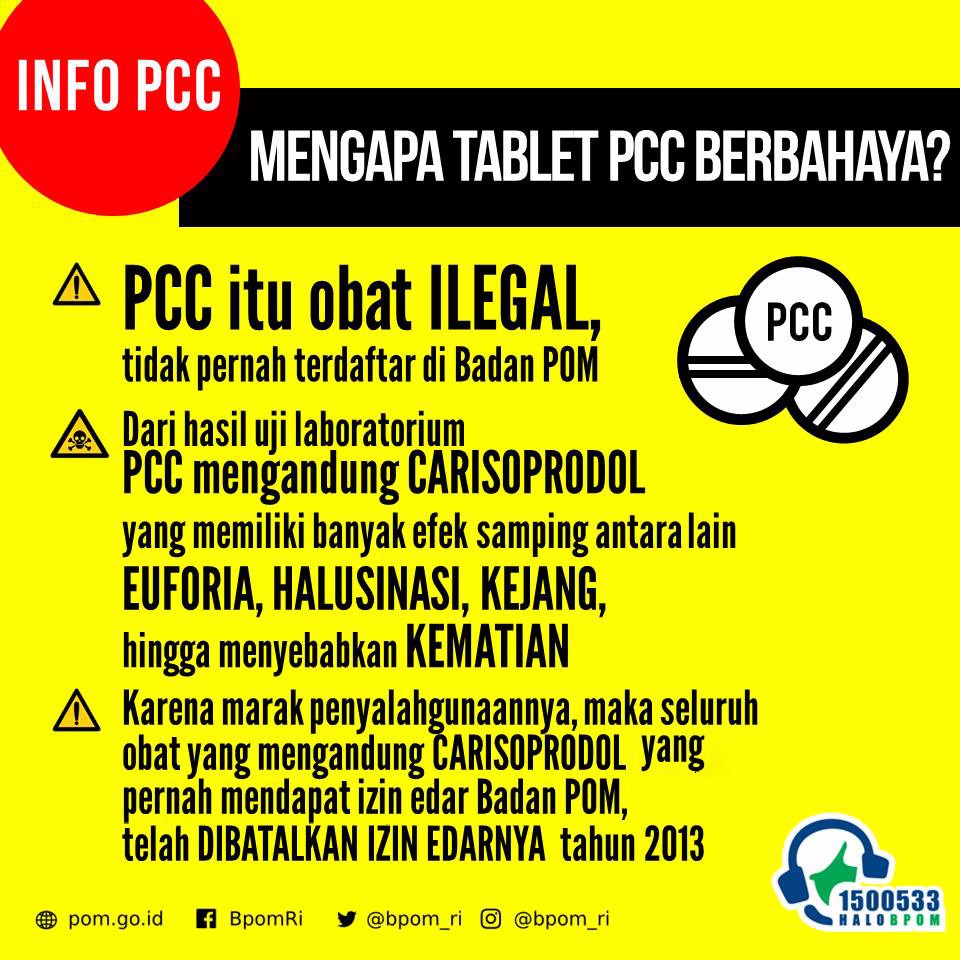 INFO PCC
MENGAPA TABLET PCC BERBAHAYA?
PCC itu obat ILEGAL,
tidak pernah terdaftar di Badan POM
PCC
Dari hasil uji laboratorium
PCC mengandung CARISOPRODOL
yang memiliki banyak efek samping antara lain
EUFORIA, HALUSINASI, KEJANG,
hingga menyebabkan KEMATIAN
Karena marak penyalahgunaannya, maka seluruh
obat yang mengandung CARISOPRODOL yang
pernah mendapat izin edar Badan POM,
telah DIBATALKAN IZIN EDARNYA tahun 2013
1500533
HALOBPOM
pom.go.id BpomRi @bpom_ri @bpom_ri